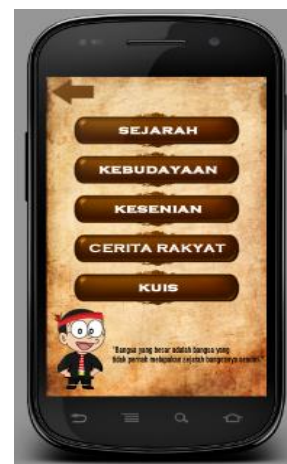 SEJARAH
KEBUDAYAAN
KESENIAN
CERITA RAKYAT
KUIS
"Bangsa yang besar adalah bangsa yang
tidak pernah melupakan sejarah bangsanya sendiri"